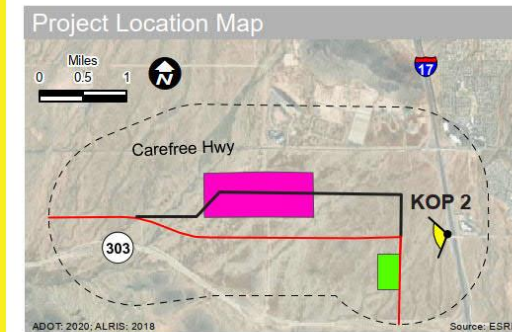 Project Location Map
Miles
0 0.5 1
N
17
Carefree Hwy
KOP 2
303
ADOT: 2020; ALRIS: 2018
Source: ESR